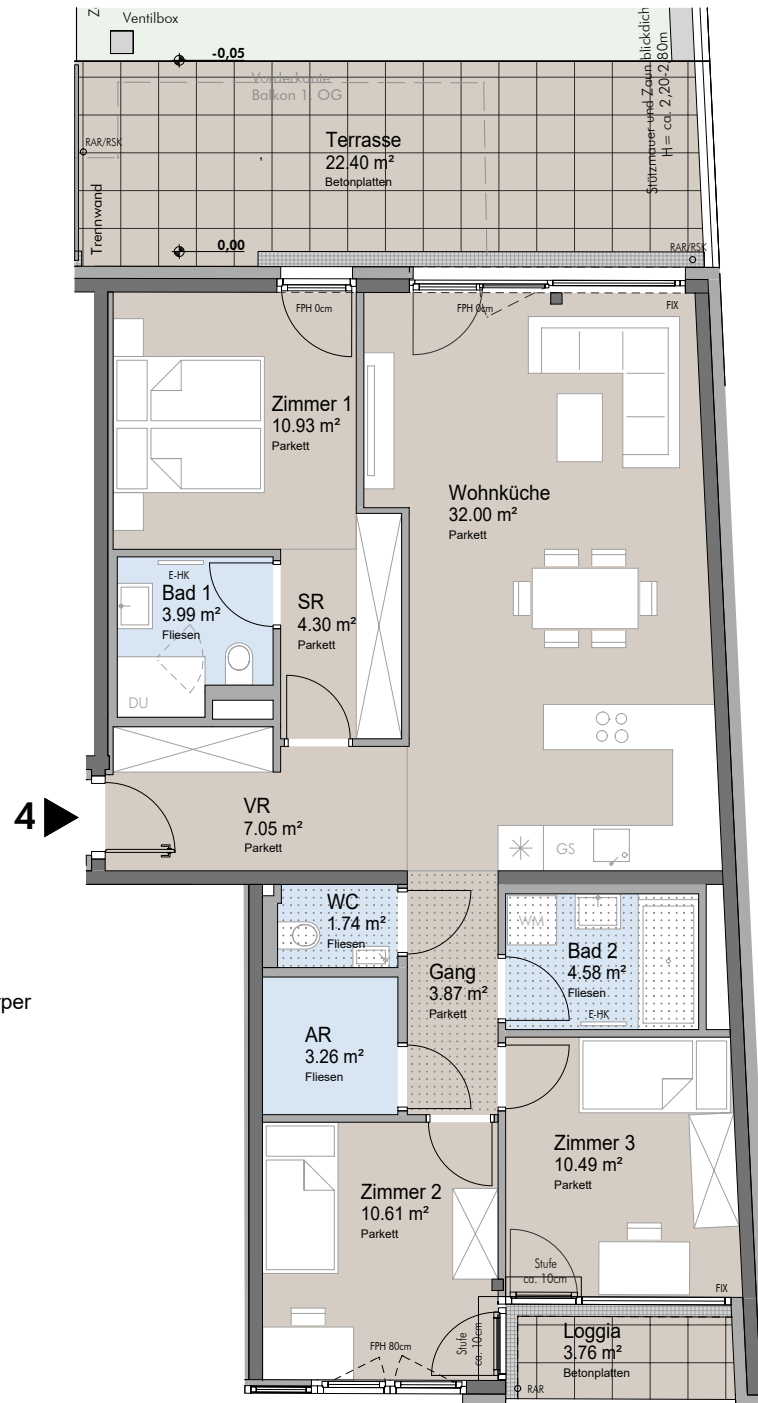 Z
Ventilbox
-0,05
Vorderkante
Balkon 1. OG
Stützmauer und Zaun blickdich
H= ca. 2,20-2,80m
RAR/RSK
Terrasse
22.40 m²
Betonplatten
Trennwand
0,00
RAR/RSK
FPH 0cm
FPH 0cm
FIX
Zimmer 1
10.93 m²
Parkett
Wohnküche
32.00 m²
Parkett
E-HK
Bad 1
3.99 m²
Fliesen
SR
4.30 m²
Parkett
DU
4
VR
7.05 m²
Parkett
GS
WC
1.74 m²
Fliesen
WM
Bad 2
4.58 m²
Fliesen
E-HK
Gang
3.87 m²
Parkett
rper
AR
3.26 m²
Fliesen
Zimmer 3
10.49 m²
Parkett
Zimmer 2
10.61 m²
Parkett
Stufe
ca. 10cm
FIX
Stufe
ca. 10cm
FPH 80cm
Loggia
3.76 m²
Betonplatten
RAR